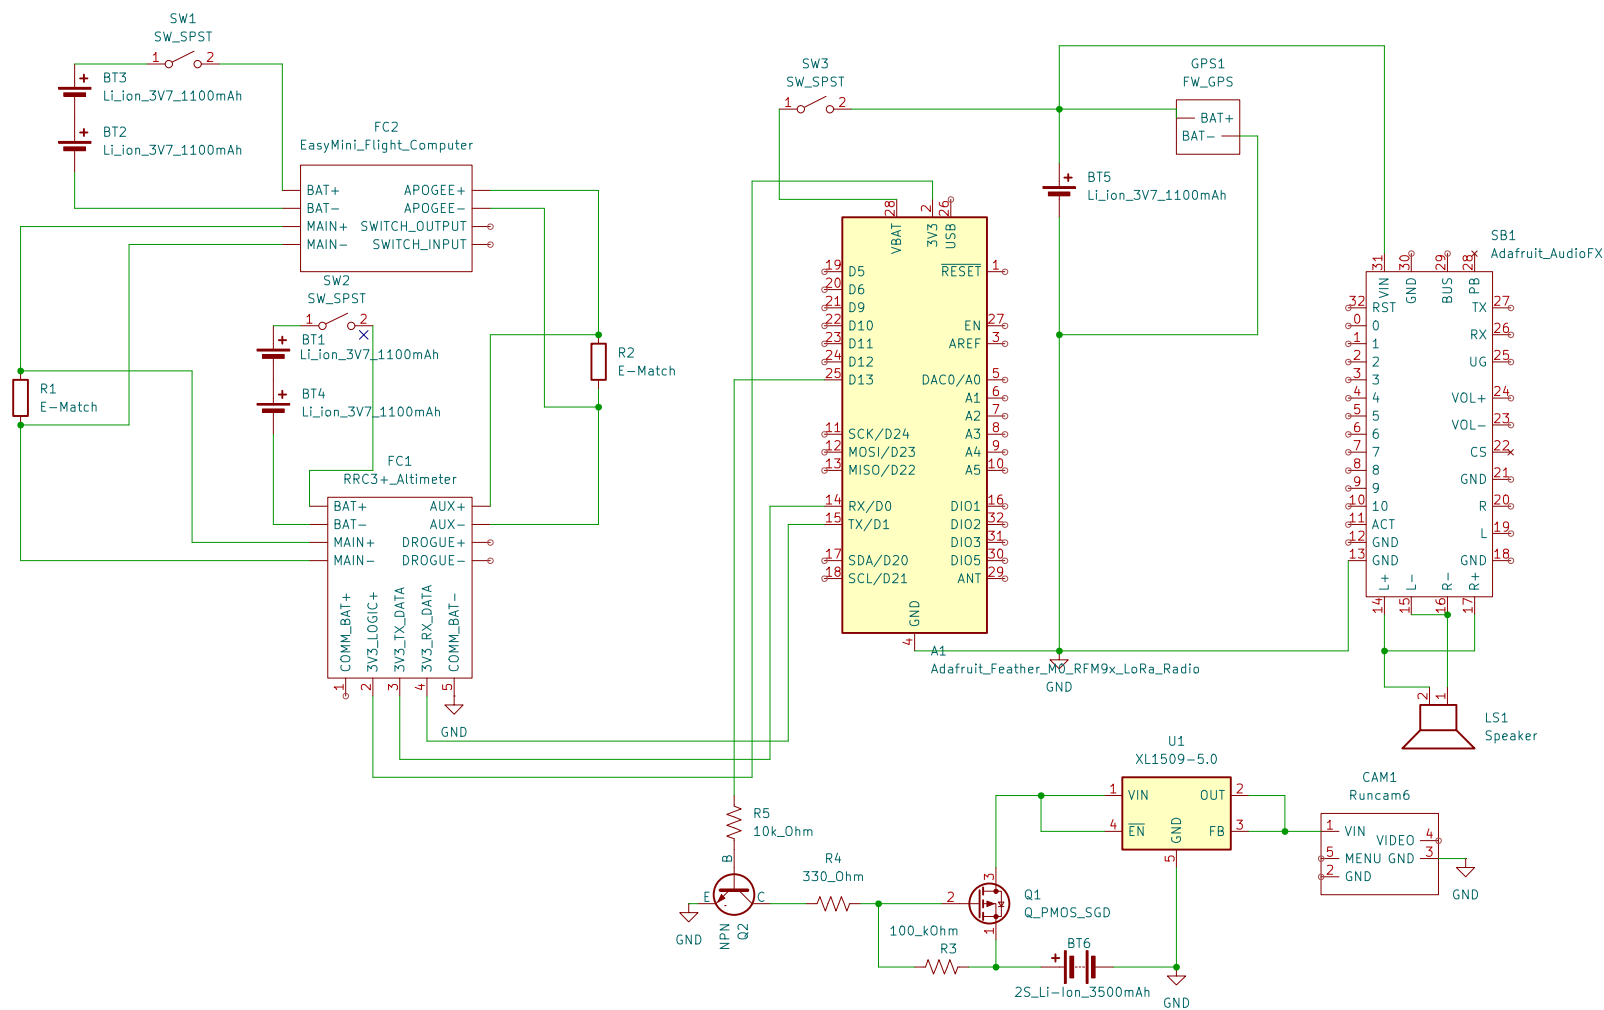 SW1
SW_SPST
1 2
BT3
Li_ion_3V7_1100mAh
BT2
Li_ion_3V7_1100mAh
FC2
EasyMini_Flight_Computer
BAT+ APOGEE+
BAT- APOGEE-
MAIN+ SWITCH_OUTPUT
MAIN- SWITCH_INPUT
SW2
SW_SPST
1 2
BT1
Li_ion_3V7_1100mAh
BT4
Li_ion_3V7_1100mAh
R1
E-Match
R2
E-Match
FC1
RRC3+_Altimeter
BAT+ AUX+
BAT- AUX-
MAIN+ DROGUE+
MAIN- DROGUE-
COMM_BAT+ 3V3_LOGIC+ 3V3_TX_DATA 3V3_RX_DATA COMM_BAT-
1 2 3 4 5
GND
SW3
SW_SPST
1 2
GPS1
FW_GPS
BAT+
BAT-
BT5
Li_ion_3V7_1100mAh
28 2 26
VBAT 3V3 USB
19 D5 RESET 1
20 D6
21 D9
22 D10 EN 27
23 D11 AREF 3
24 D12
25 D13 DAC0/A0 5
A1 6
A2 7
11 SCK/D24 A3 8
12 MOSI/D23 A4 9
13 MISO/D22 A5 10
14 RX/D0 DIO1 16
15 TX/D1 DIO2 32
DIO3 31
17 SDA/D20 DIO5 30
18 SCL/D21 ANT 29
GND
4
A1
Adafruit_Feather_M0_RFM9x_LoRa_Radio
GND
SB1
Adafruit_AudioFX
31 30 29 28
VIN GND BUS PB
32 RST TX 27
0 0 RX 26
1 1
2 2 UG 25
3 3
4 4 VOL+ 24
5 5 VOL- 23
6 6
7 7 CS 22
8 8 GND 21
9 9
10 10 R 20
11 ACT L 19
12 GND
13 GND GND 18
L+ L- R- R+
14 15 16 17
2 1
LS1
Speaker
R5
10k_Ohm
B
E C
NPN
Q2
GND
R4
330_Ohm
3
2
1
Q1
Q_PMOS_SGD
100_kOhm
R3
BT6
2S_Li-Ion_3500mAh
U1
XL1509-5.0
1 VIN OUT 2
4 EN FB 3
GND
5
GND
CAM1
Runcam6
1 VIN VIDEO 4
5 MENU GND 3
2 GND
GND